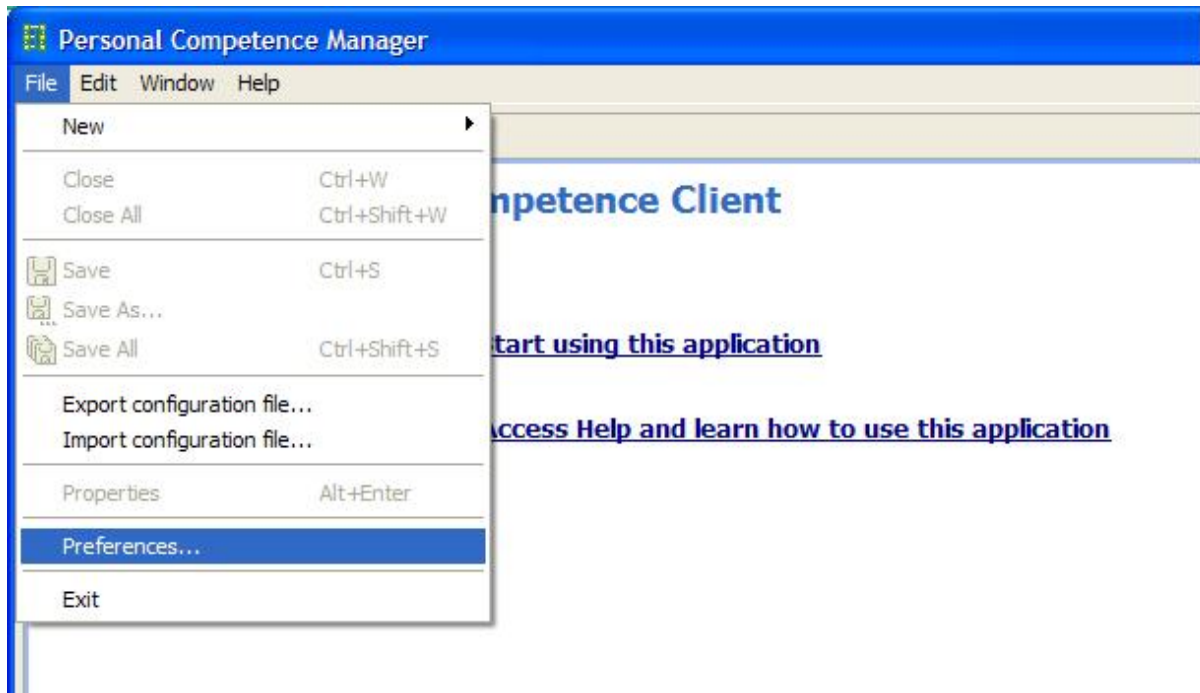 Personal Competence Manager
File Edit Window Help
New
Close Ctrl+W
Close All Ctrl+Shift+W
Save Ctrl+S
Save As...
Save All Ctrl+Shift+S
Export configuration file...
Import configuration file...
Properties Alt+Enter
Preferences...
Exit
mpetence Client
tart using this application
Access Help and learn how to use this application